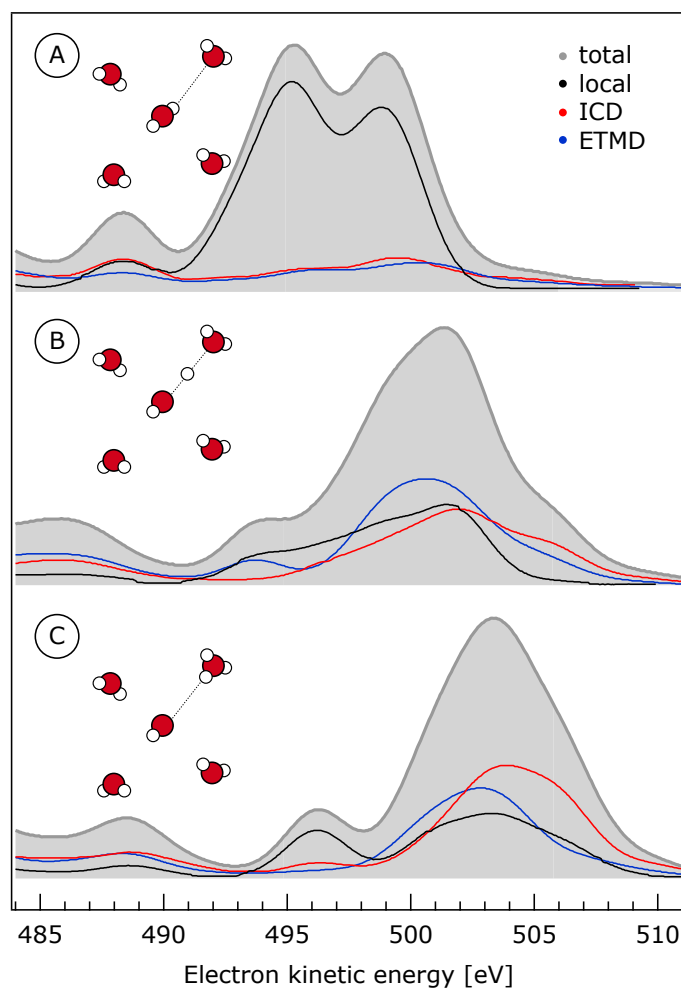 A
total
local
ICD
ETMD
B
C
485 490 495 500 505 510
Electron kinetic energy [eV]